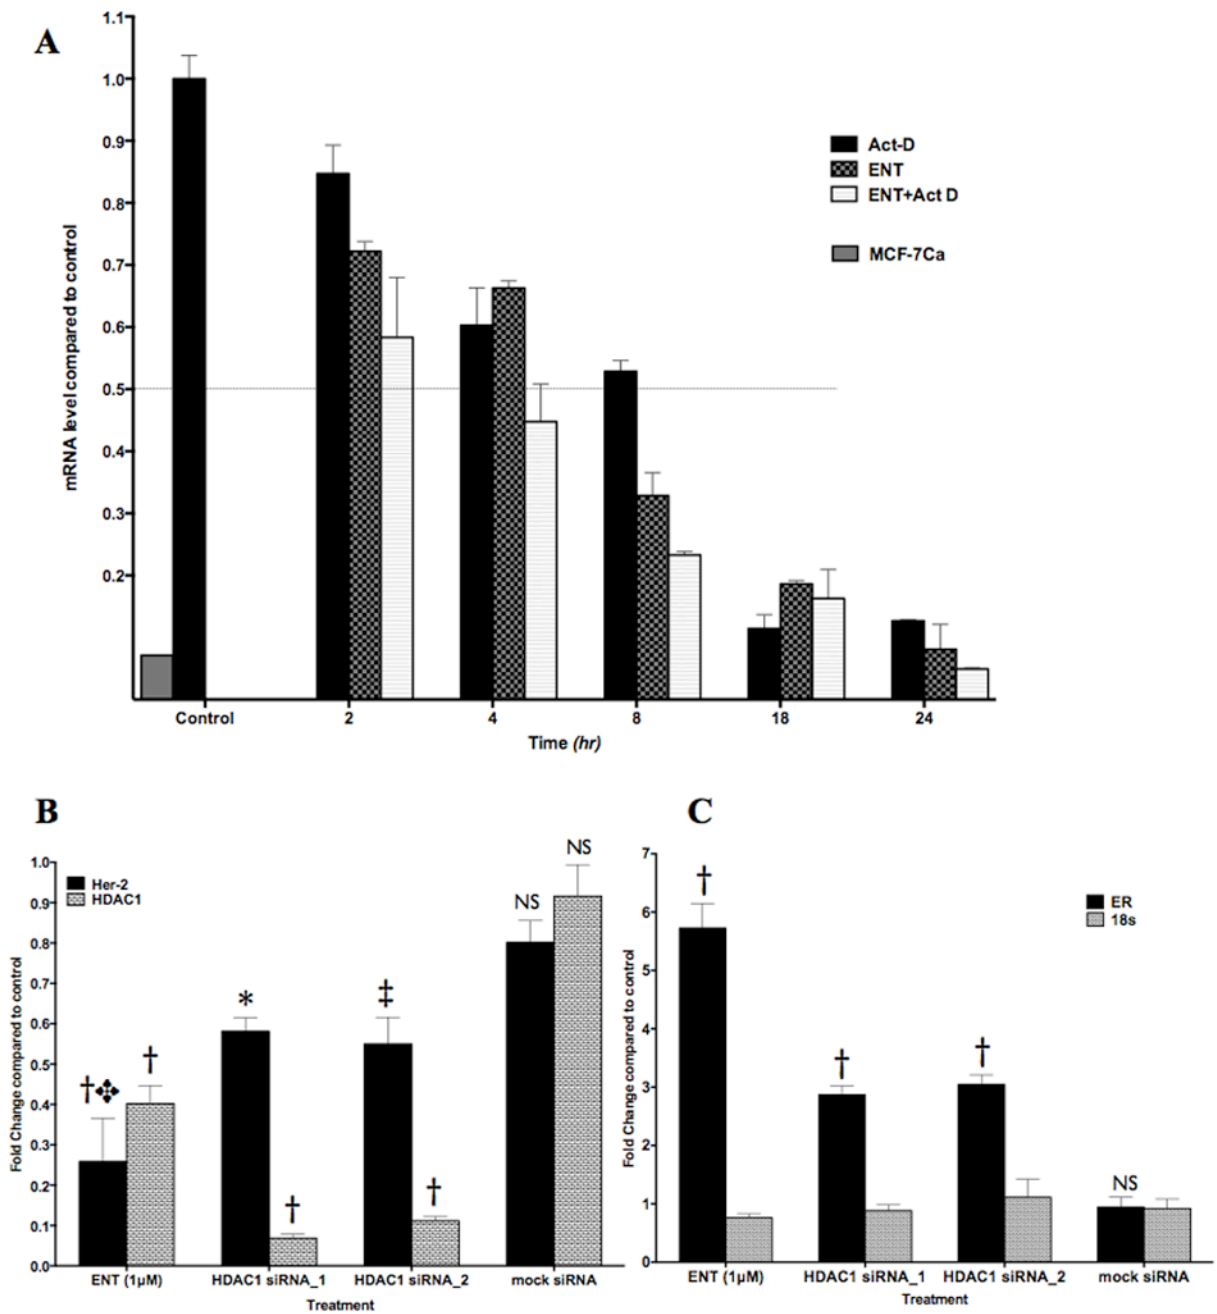 A
1.1
1.0
0.9
0.8
0.7
0.6
0.5
0.4
0.3
0.2
mRNA level compared to control
Act-D
ENT
ENT+Act D
MCF-7Ca
Control 2 4 8 18 24
Time (hr)
B
1.0
0.9
0.8
0.7
0.6
0.5
0.4
0.3
0.2
0.1
0.0
Fold Change compared to control
Her-2
HDAC1
†✥ † * † ‡ † NS NS
ENT (1µM) HDAC1 siRNA_1 HDAC1 siRNA_2 mock siRNA
Treatment
C
7
6
5
4
3
2
1
0
Fold Change compared to control
ER
18s
† † † NS
ENT (1µM) HDAC1 siRNA_1 HDAC1 siRNA_2 mock siRNA
Treatment